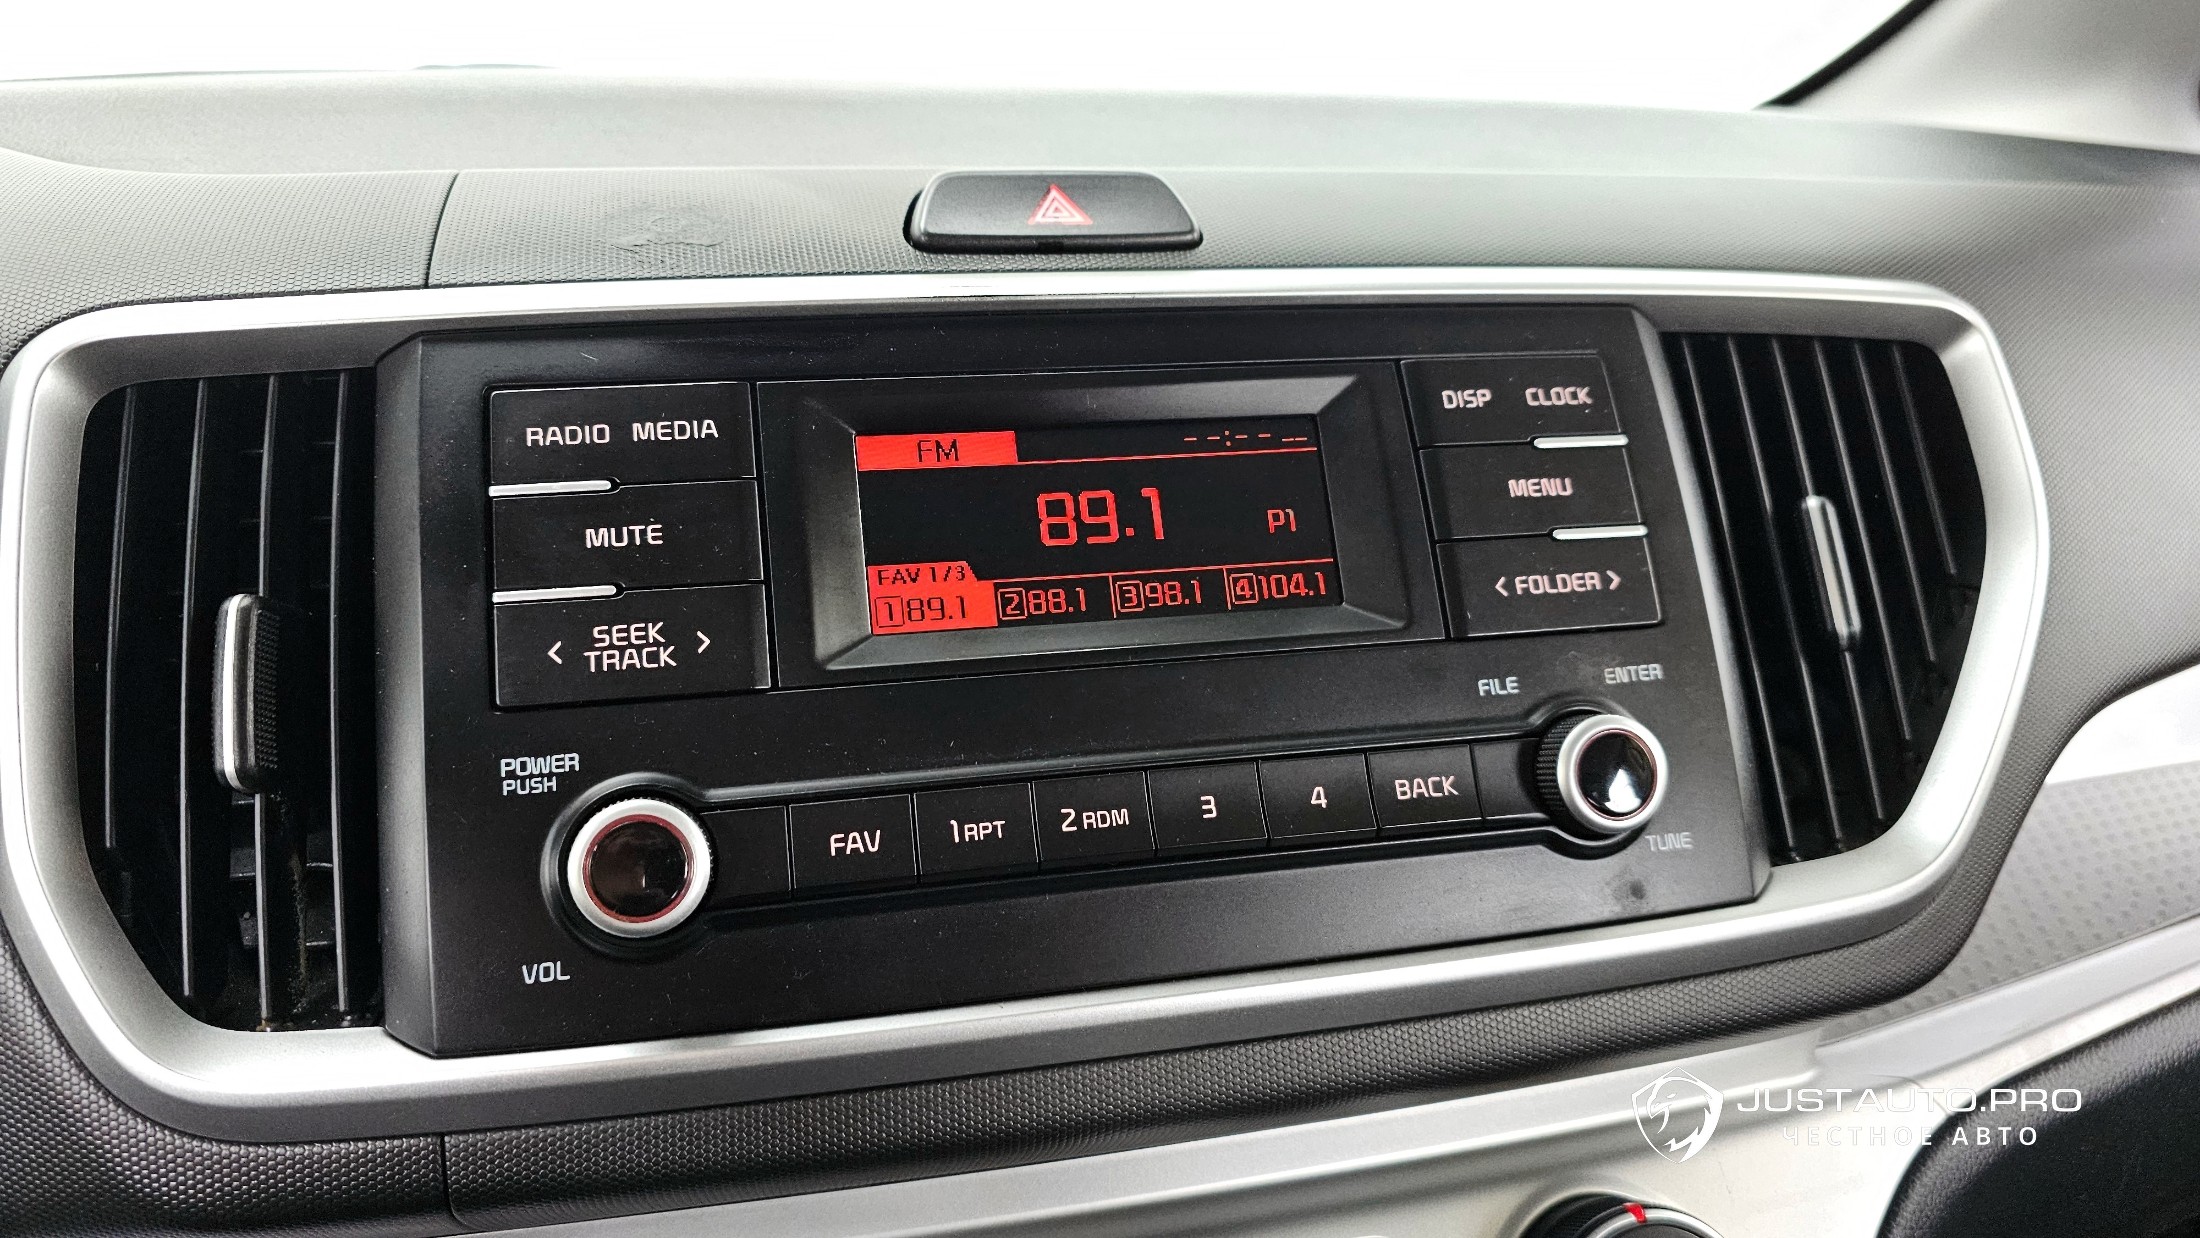 RADIO MEDIA
MUTE
< SEEK >
TRACK
FM
--:-- --
89.1
P1
FAV 1/3
1 89.1 2 88.1 3 98.1 4 104.1
DISP CLOCK
MENU
< FOLDER >
FILE
ENTER
POWER
PUSH
VOL
FAV 1 RPT 2 RDM 3 4 BACK
TUNE
JUSTAUTO.PRO
ЧЕСТНОЕ АВТО